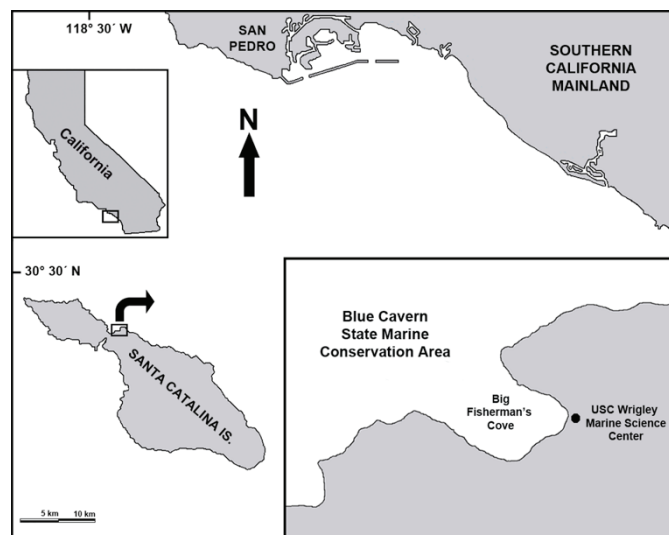 118° 30´ W
SAN
PEDRO
SOUTHERN
CALIFORNIA
MAINLAND
N
California
30° 30´ N
SANTA CATALINA IS.
Blue Cavern
State Marine
Conservation Area
Big
Fisherman's
Cove
USC Wrigley
Marine Science
Center
5 km 10 km